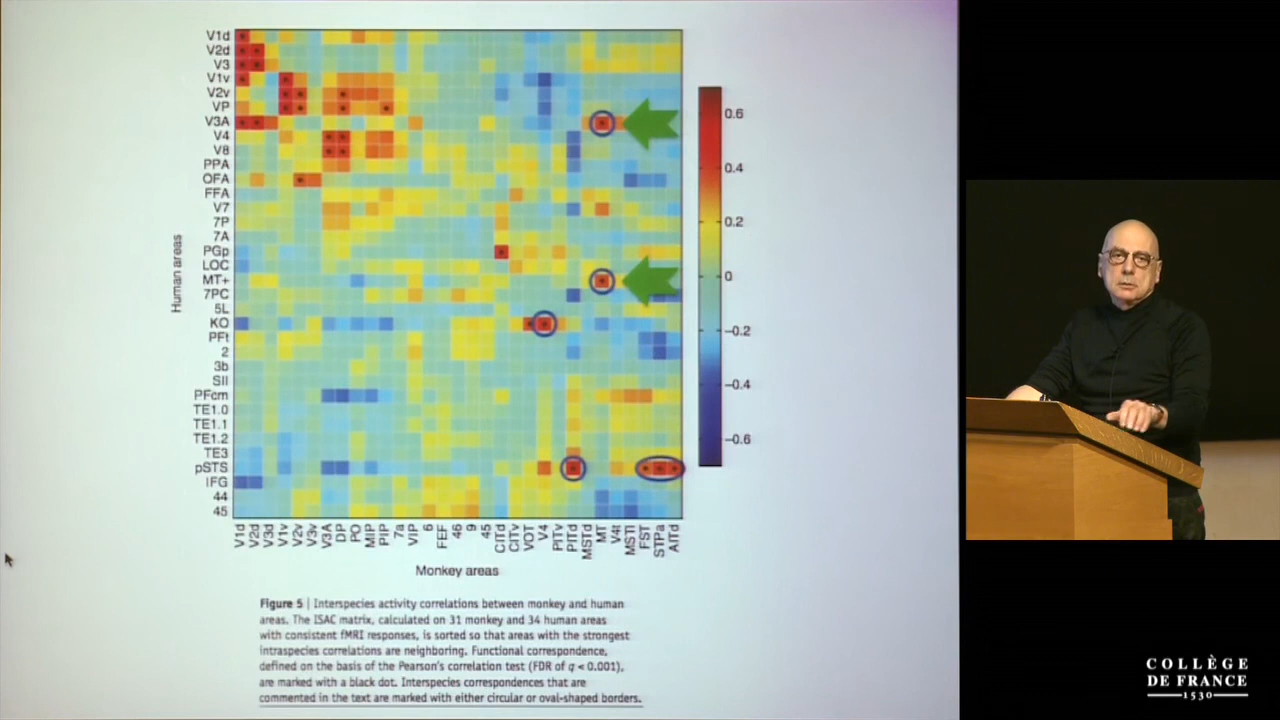 V1d
V2d
V3
V1v
V2v
VP
V3A
V4
V8
PPA
OFA
FFA
V7
7P
7A
PGp
LOC
MT+
7PC
5L
KO
PFt
2
3b
SII
PFcm
TE1.0
TE1.1
TE1.2
TE3
pSTS
IFG
44
45
Human areas
0.6
0.4
0.2
0
−0.2
−0.4
−0.6
V1d V2d V3d V1v V2v V3v V3A DP PO MIP PIP 7a VIP 6 FEF 46 9 45 CITd CITv VOT V4 PITv PITd MSTd MT V4t MSTl FST STPa AITd
Monkey areas
Figure 5 | Interspecies activity correlations between monkey and human
areas. The ISAC matrix, calculated on 31 monkey and 34 human areas
with consistent fMRI responses, is sorted so that areas with the strongest
intraspecies correlations are neighboring. Functional correspondence,
defined on the basis of the Pearson's correlation test (FDR of q < 0.001),
are marked with a black dot. Interspecies correspondences that are
commented in the text are marked with either circular or oval-shaped borders.
COLLÈGE
DE FRANCE
1530